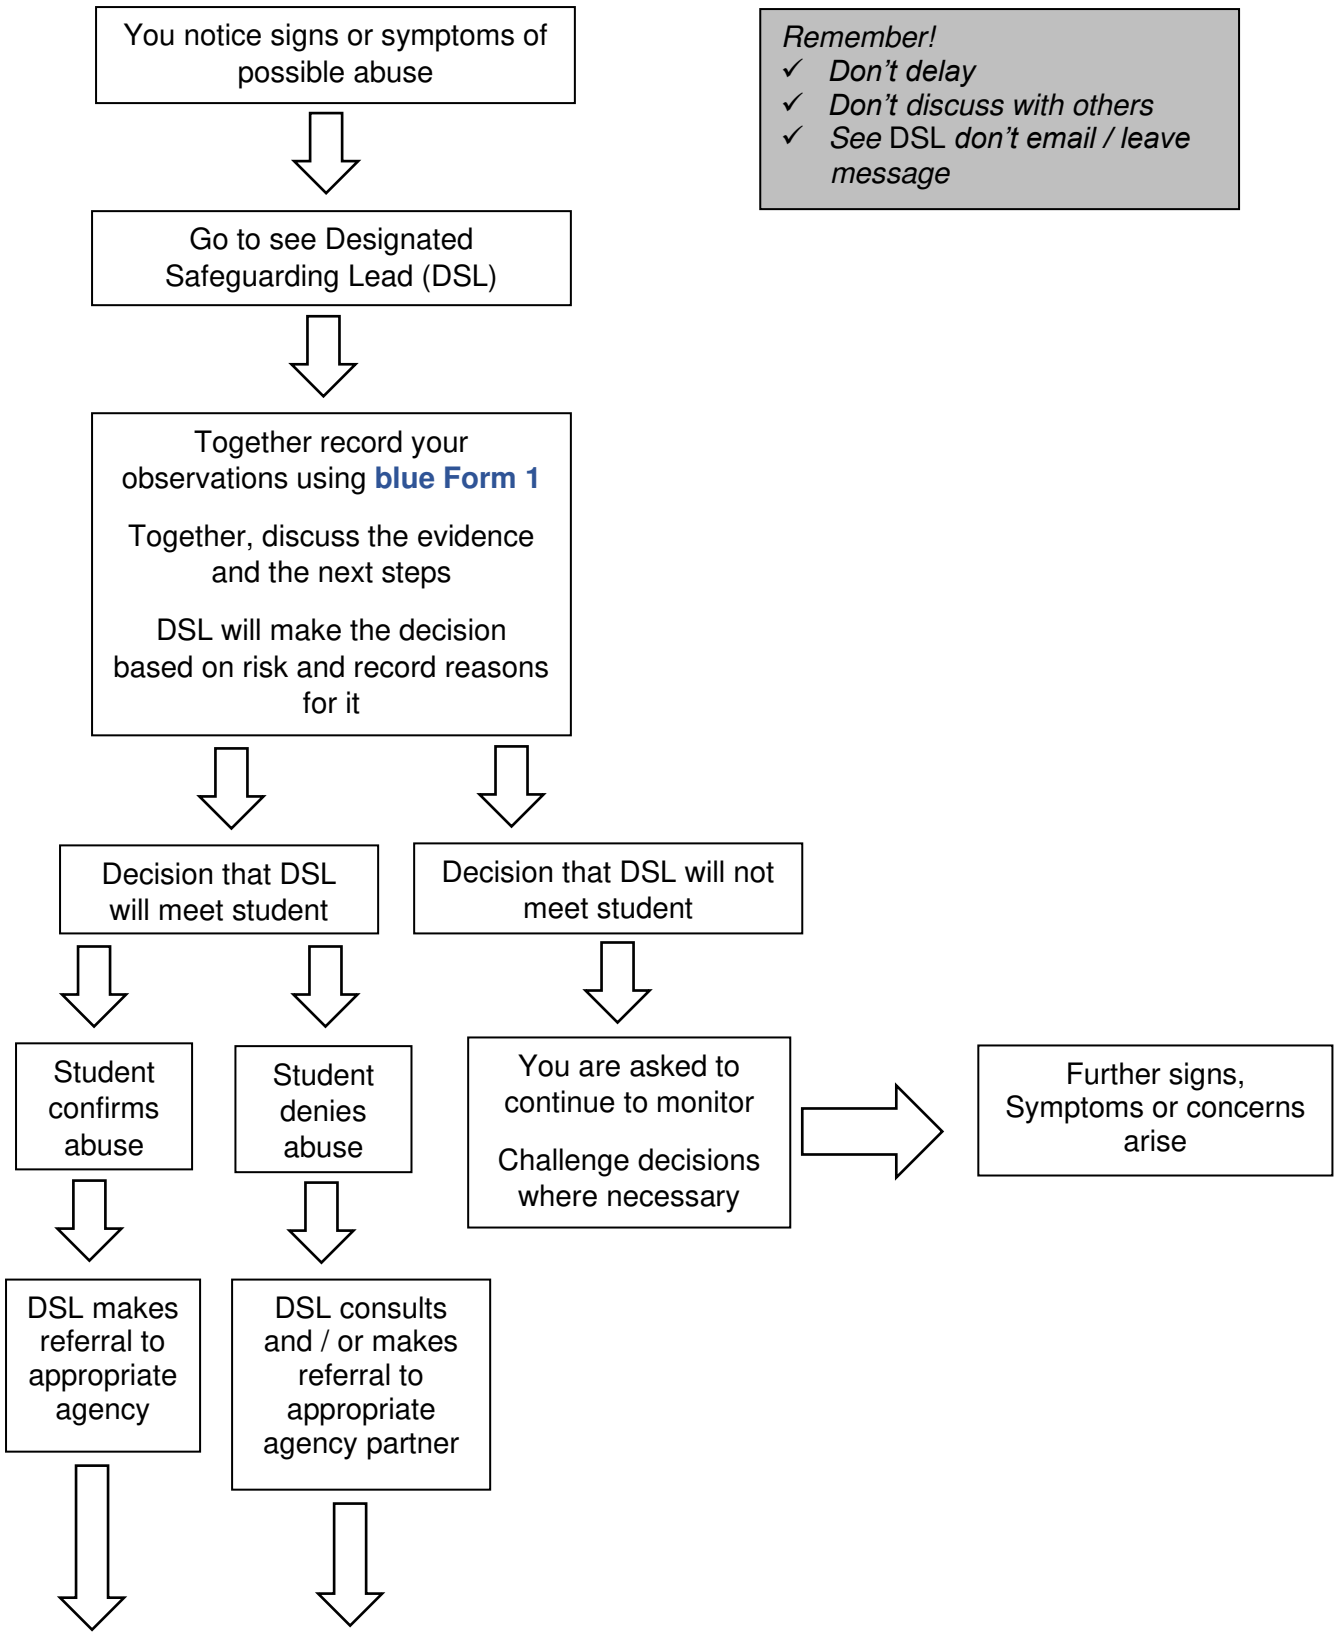 You notice signs or symptoms of
possible abuse
Remember!
✓ Don't delay
✓ Don't discuss with others
✓ See DSL don't email / leave
message
Go to see Designated
Safeguarding Lead (DSL)
Together record your
observations using blue Form 1
Together, discuss the evidence
and the next steps
DSL will make the decision
based on risk and record reasons
for it
Decision that DSL
will meet student
Decision that DSL will not
meet student
Student
confirms
abuse
Student
denies
abuse
You are asked to
continue to monitor
Challenge decisions
where necessary
Further signs,
Symptoms or concerns
arise
DSL makes
referral to
appropriate
agency
DSL consults
and / or makes
referral to
appropriate
agency partner